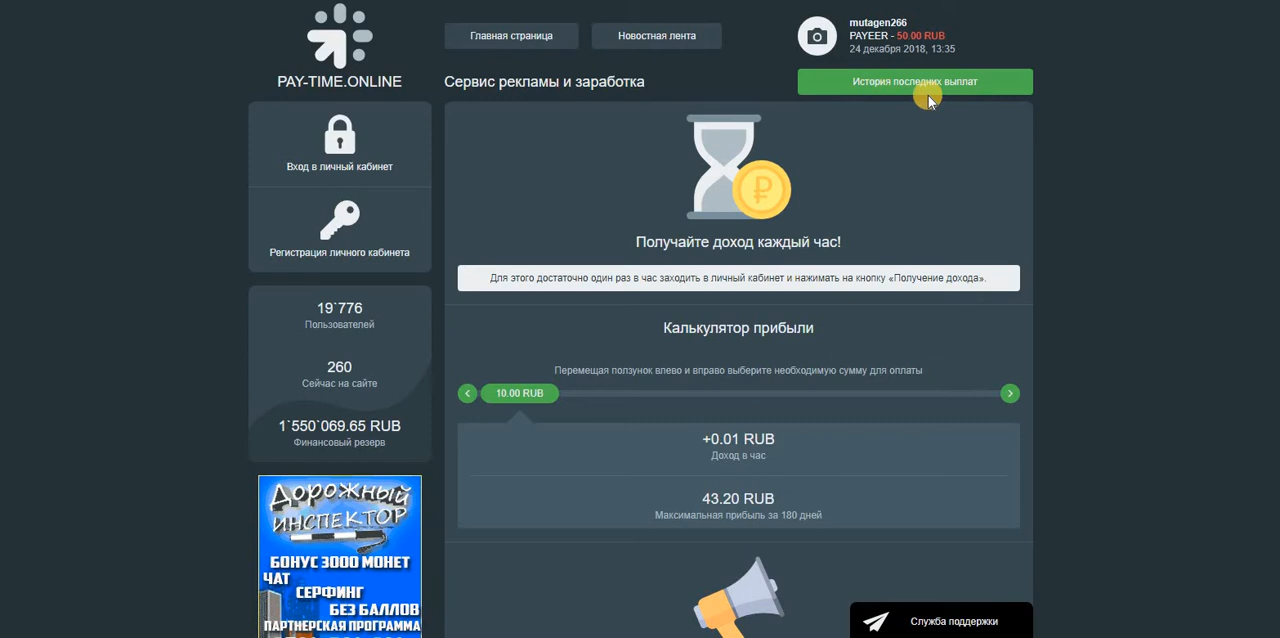 PAY-TIME.ONLINE
Главная страница
Новостная лента
mutagen266
PAYEER - 50.00 RUB
24 декабря 2018, 13:35
Сервис рекламы и заработка
История последних выплат
Вход в личный кабинет
Регистрация личного кабинета
19`776
Пользователей
260
Сейчас на сайте
1`550`069.65 RUB
Финансовый резерв
Получайте доход каждый час!
Для этого достаточно один раз в час заходить в личный кабинет и нажимать на кнопку «Получение дохода».
Калькулятор прибыли
Перемещая ползунок влево и вправо выберите необходимую сумму для оплаты
10.00 RUB
+0.01 RUB
Доход в час
43.20 RUB
Максимальная прибыль за 180 дней
ДОРОЖНЫЙ
ИНСПЕКТОР
БОНУС 3000 МОНЕТ
ЧАТ
СЕРФИНГ
БЕЗ БАЛЛОВ
ПАРТНЕРСКАЯ ПРОГРАММА
Служба поддержки